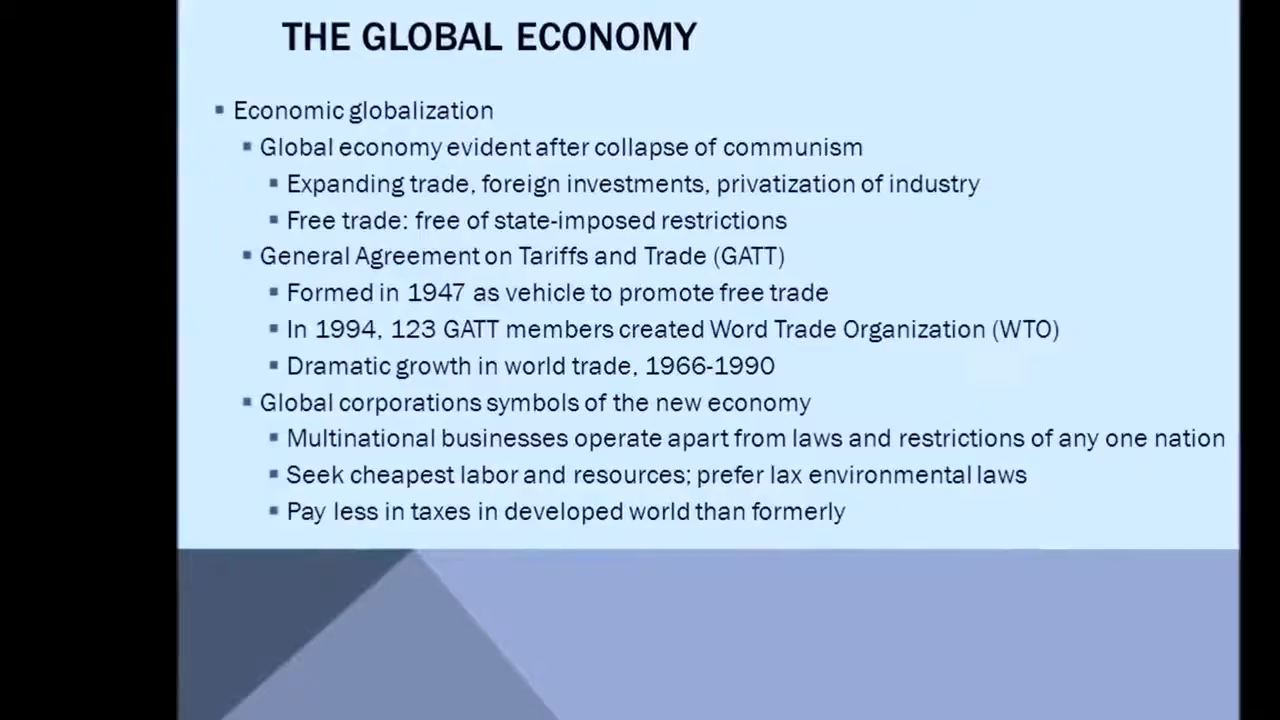 THE GLOBAL ECONOMY
▪ Economic globalization
▪ Global economy evident after collapse of communism
▪ Expanding trade, foreign investments, privatization of industry
▪ Free trade: free of state-imposed restrictions
▪ General Agreement on Tariffs and Trade (GATT)
▪ Formed in 1947 as vehicle to promote free trade
▪ In 1994, 123 GATT members created Word Trade Organization (WTO)
▪ Dramatic growth in world trade, 1966-1990
▪ Global corporations symbols of the new economy
▪ Multinational businesses operate apart from laws and restrictions of any one nation
▪ Seek cheapest labor and resources; prefer lax environmental laws
▪ Pay less in taxes in developed world than formerly